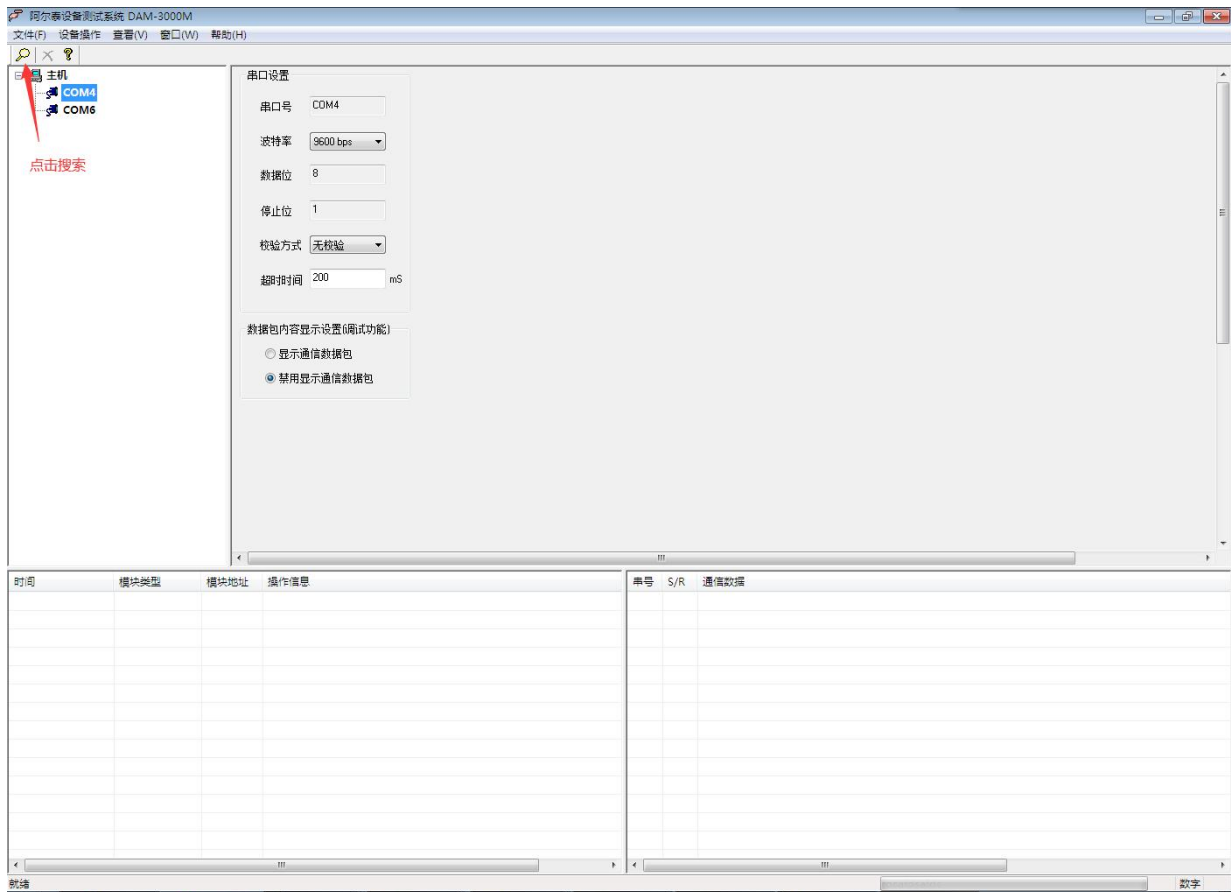 阿尔泰设备测试系统 DAM-3000M
文件(F) 设备操作 查看(V) 窗口(W) 帮助(H)
主机
COM4
COM6
点击搜索
串口设置
串口号 COM4
波特率 9600 bps
数据位 8
停止位 1
校验方式 无校验
超时时间 200 mS
数据包内容显示设置(调试功能)
显示通信数据包
禁用显示通信数据包
时间 模块类型 模块地址 操作信息
串号 S/R 通信数据
就绪 数字